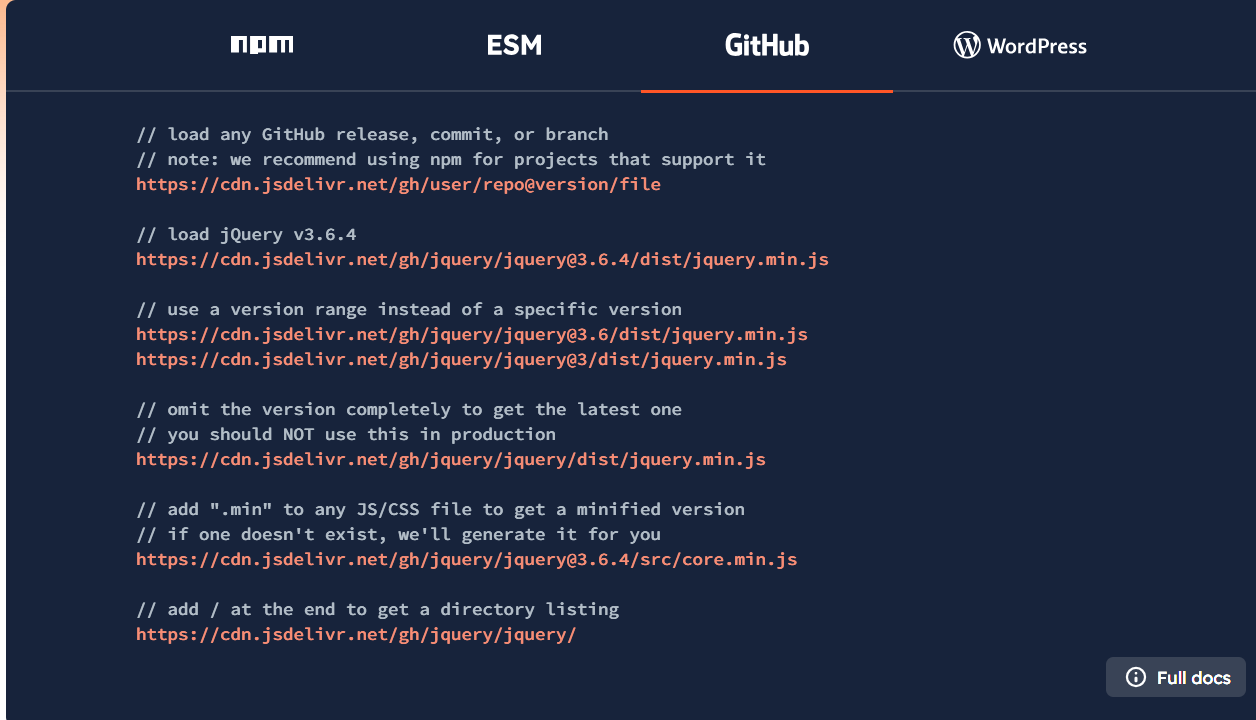 npm
ESM
GitHub
WordPress
// load any GitHub release, commit, or branch
// note: we recommend using npm for projects that support it
https://cdn.jsdelivr.net/gh/user/repo@version/file
// load jQuery v3.6.4
https://cdn.jsdelivr.net/gh/jquery/jquery@3.6.4/dist/jquery.min.js
// use a version range instead of a specific version
https://cdn.jsdelivr.net/gh/jquery/jquery@3.6/dist/jquery.min.js
https://cdn.jsdelivr.net/gh/jquery/jquery@3/dist/jquery.min.js
// omit the version completely to get the latest one
// you should NOT use this in production
https://cdn.jsdelivr.net/gh/jquery/jquery/dist/jquery.min.js
// add ".min" to any JS/CSS file to get a minified version
// if one doesn't exist, we'll generate it for you
https://cdn.jsdelivr.net/gh/jquery/jquery@3.6.4/src/core.min.js
// add / at the end to get a directory listing
https://cdn.jsdelivr.net/gh/jquery/jquery/
Full docs